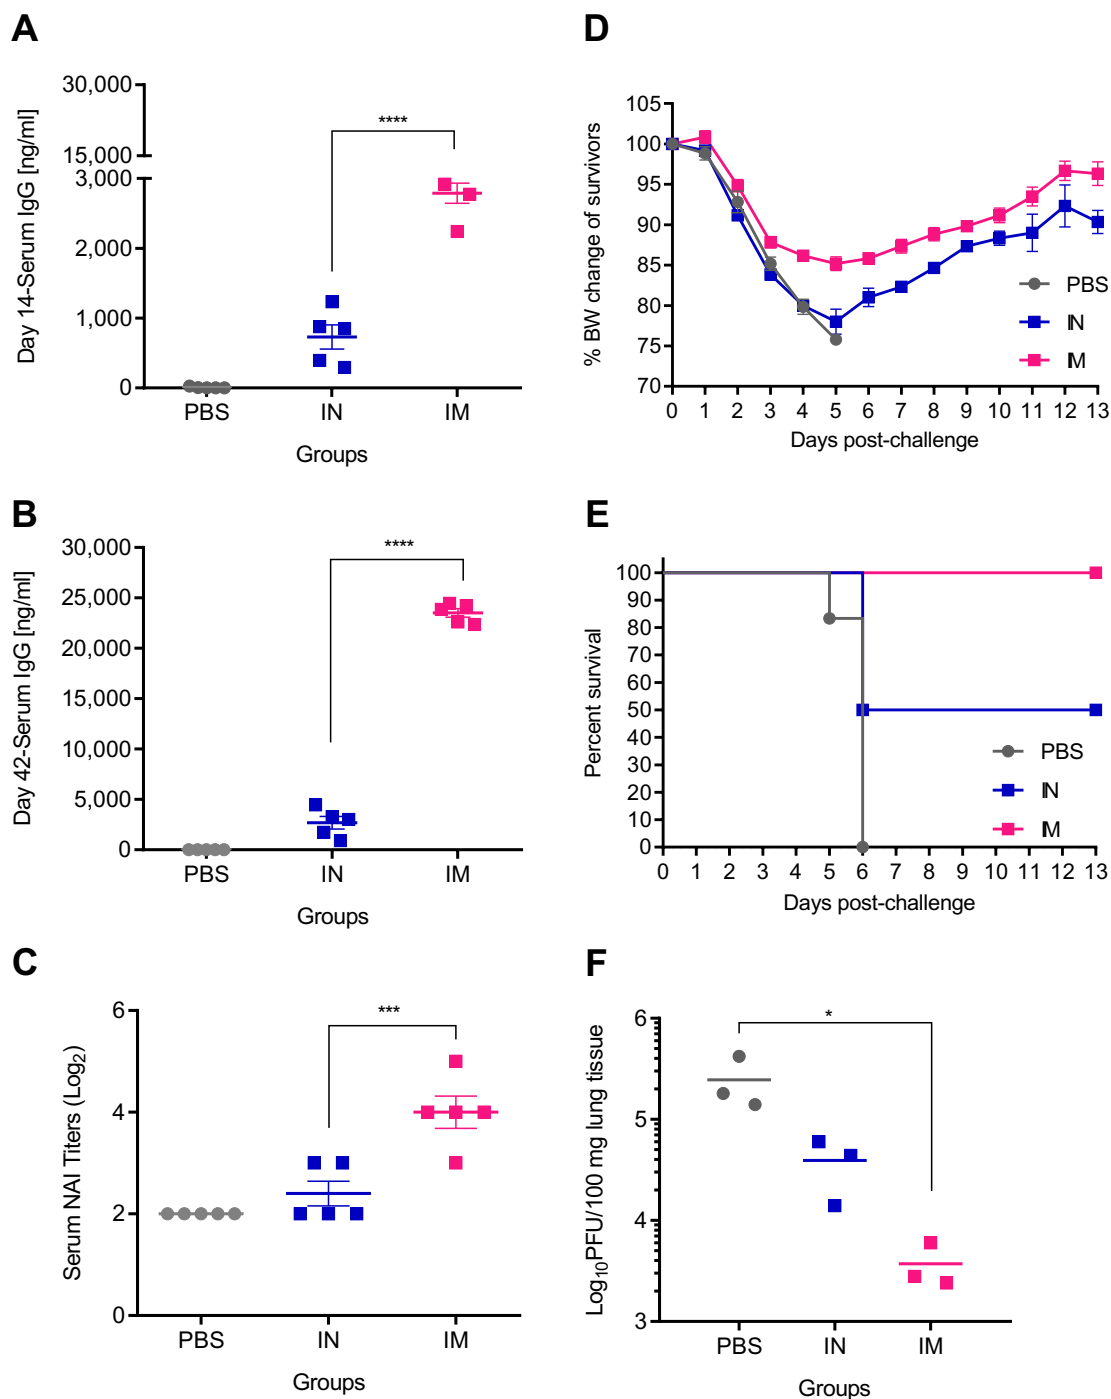 A
Day 14-Serum IgG [ng/ml]
30,000
15,000
3,000
2,000
1,000
0
****
PBS IN IM
Groups
B
Day 42-Serum IgG [ng/ml]
30,000
25,000
20,000
15,000
10,000
5,000
0
****
PBS IN IM
Groups
C
Serum NAI Titers (Log2)
6
4
2
0
***
PBS IN IM
Groups
D
% BW change of survivors
105
100
95
90
85
80
75
70
PBS
IN
IM
0 1 2 3 4 5 6 7 8 9 10 11 12 13
Days post-challenge
E
Percent survival
100
90
80
70
60
50
40
30
20
10
0
PBS
IN
IM
0 1 2 3 4 5 6 7 8 9 10 11 12 13
Days post-challenge
F
Log10PFU/100 mg lung tissue
6
5
4
3
*
PBS IN IM
Groups